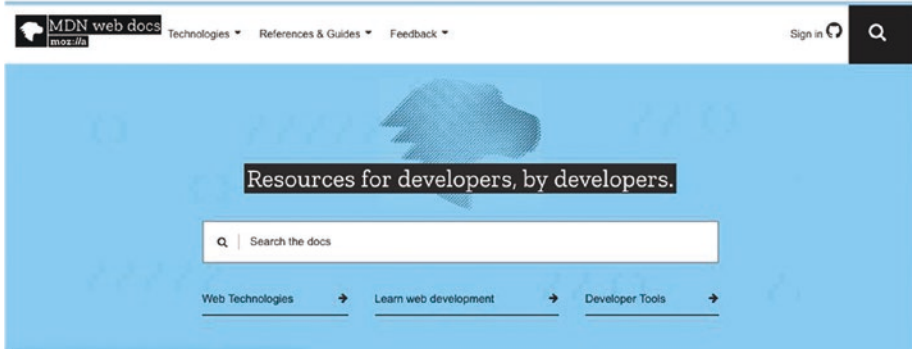 MDN web docs
moz://a
Technologies
References & Guides
Feedback
Sign in
Resources for developers, by developers.
Search the docs
Web Technologies
Learn web development
Developer Tools